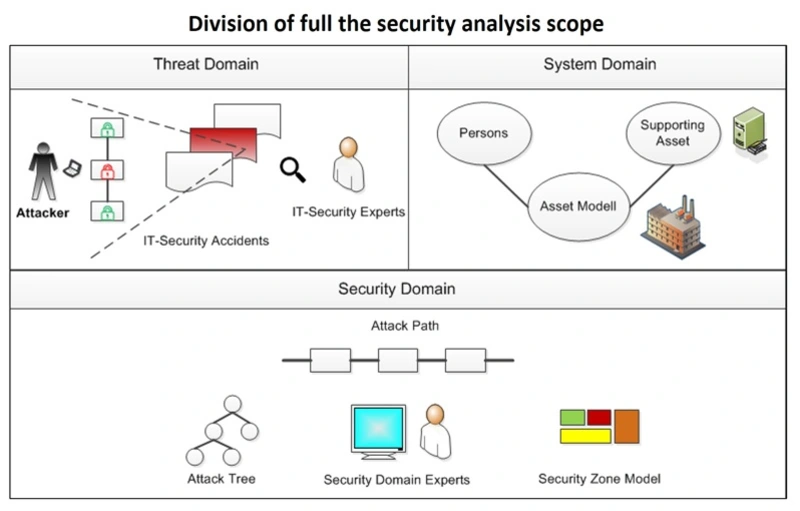 Division of full the security analysis scope
Threat Domain
System Domain
Attacker
IT-Security Accidents
IT-Security Experts
Persons
Supporting
Asset
Asset Modell
Security Domain
Attack Path
Attack Tree
Security Domain Experts
Security Zone Model